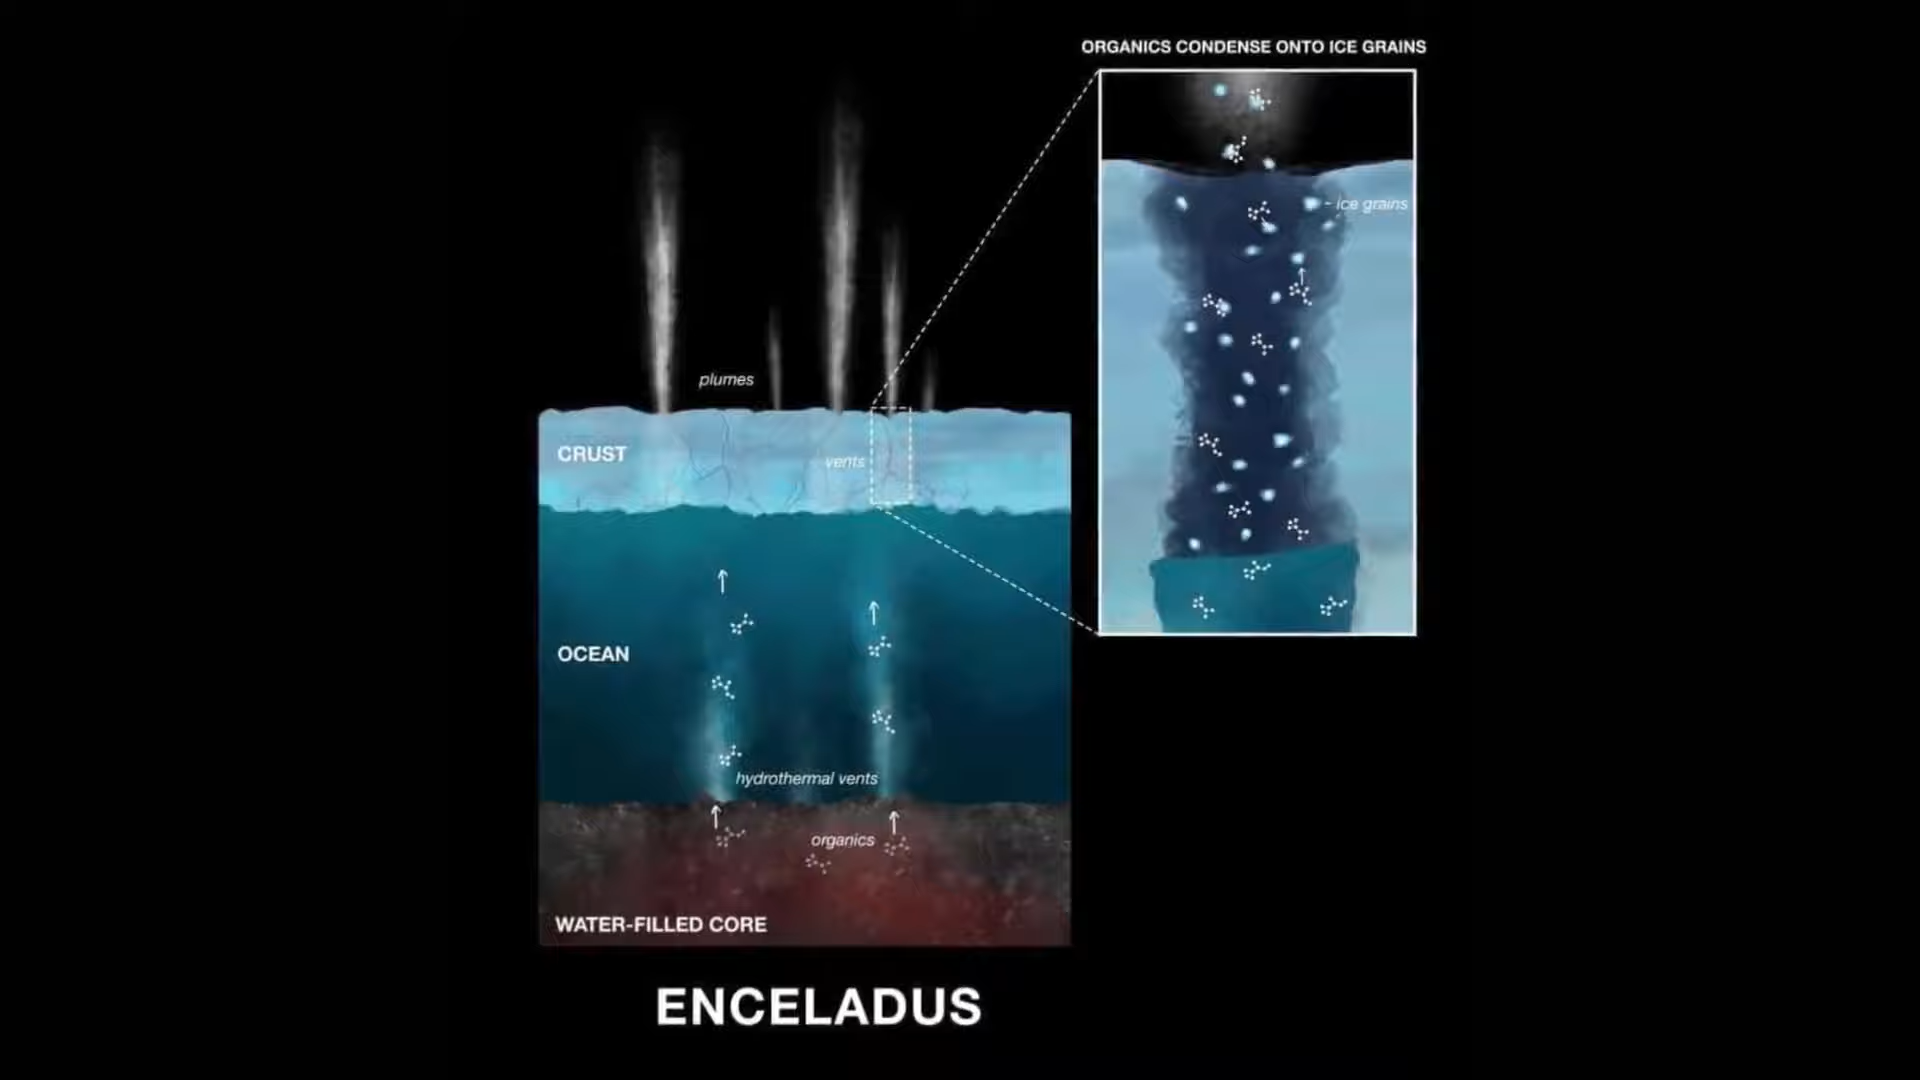 ORGANICS CONDENSE ONTO ICE GRAINS
ice grains
plumes
CRUST
vents
OCEAN
hydrothermal vents
organics
WATER-FILLED CORE
ENCELADUS